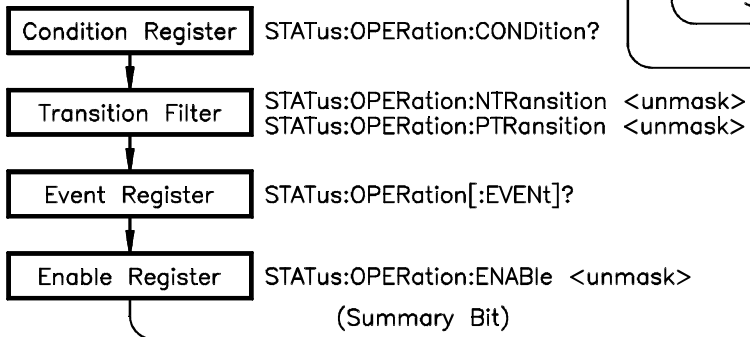 Condition Register STATus:OPERation:CONDition?
Transition Filter STATus:OPERation:NTRansition <unmask>
STATus:OPERation:PTRansition <unmask>
Event Register STATus:OPERation[:EVENt]?
Enable Register STATus:OPERation:ENABle <unmask>
(Summary Bit)